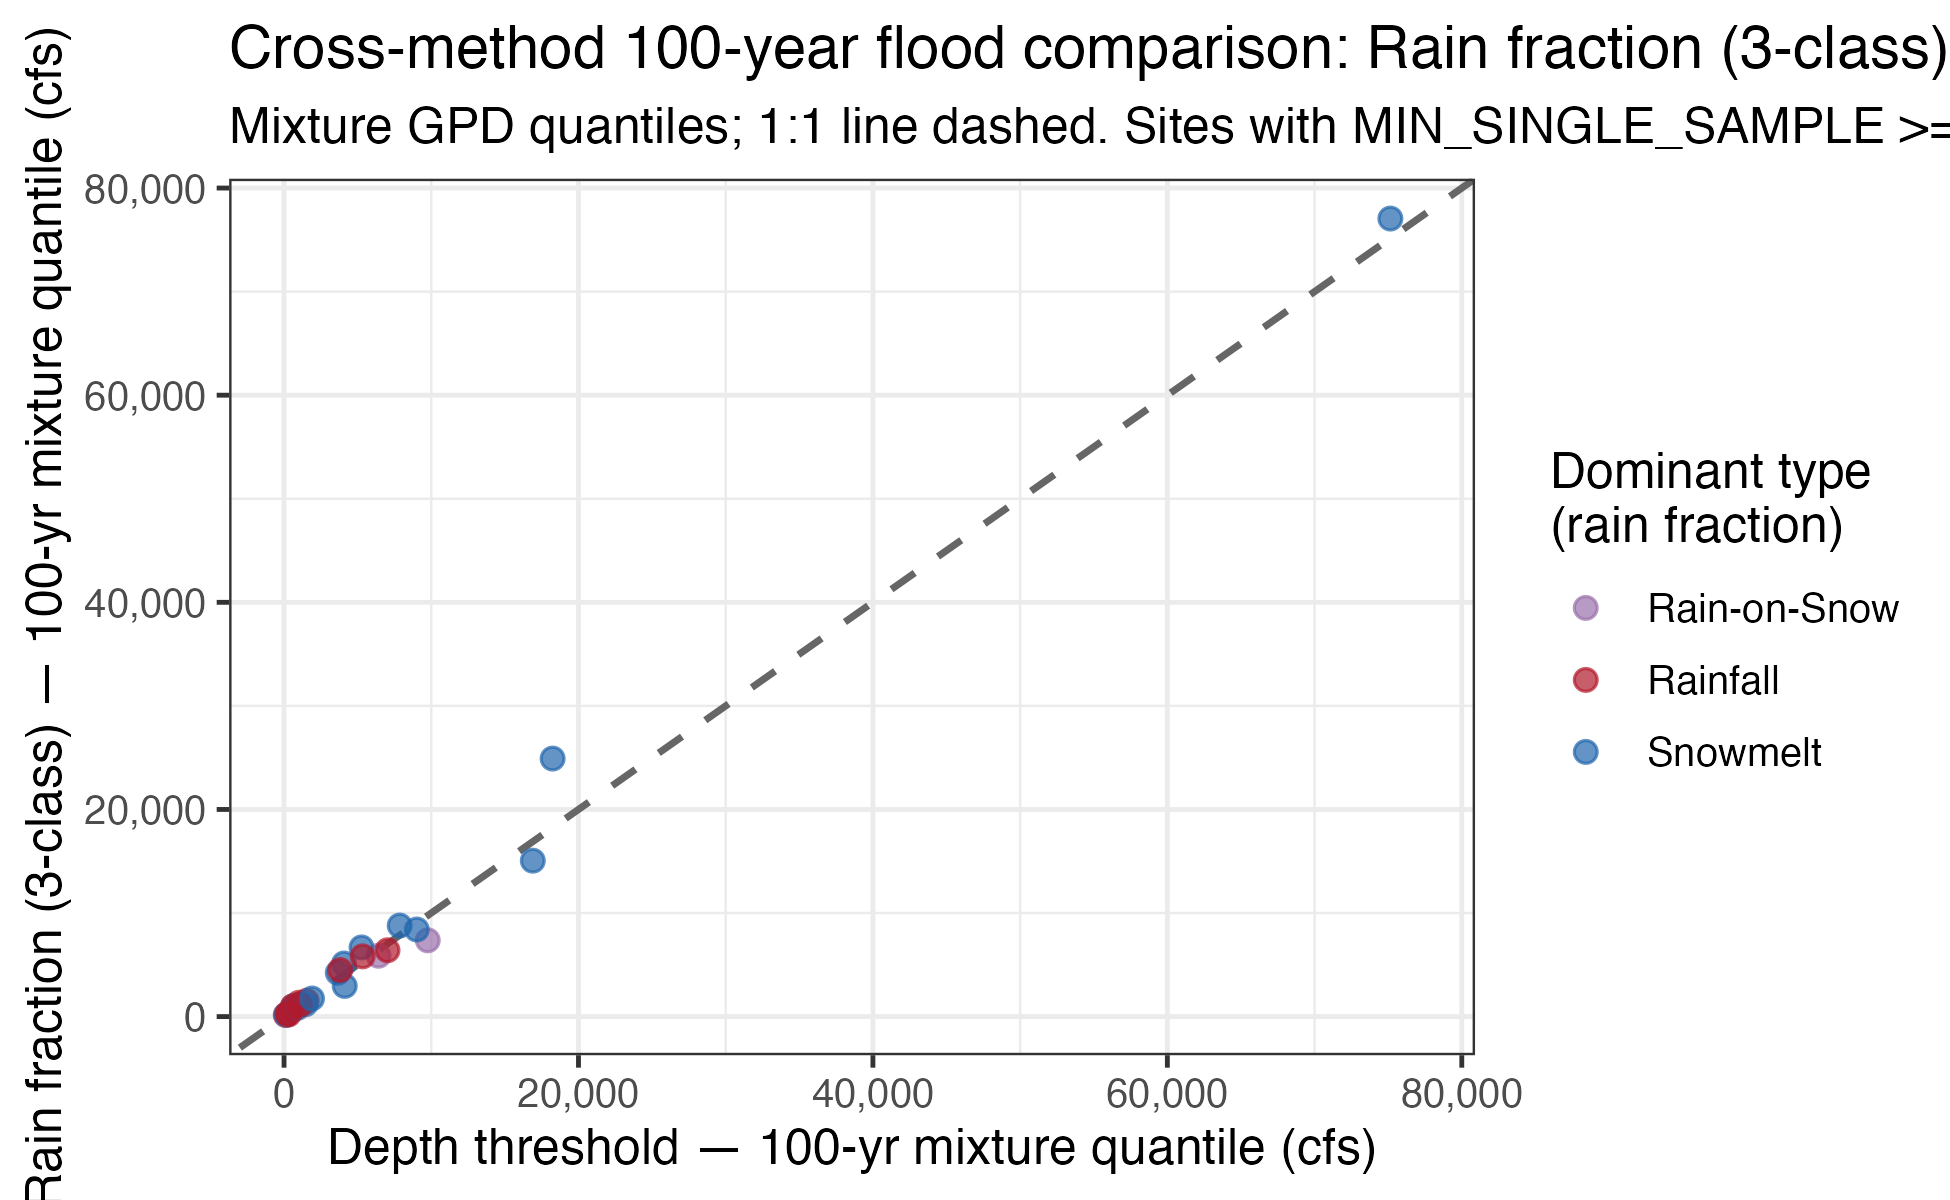 Cross-method 100-year flood comparison: Rain fraction (3-class)
Mixture GPD quantiles; 1:1 line dashed. Sites with MIN_SINGLE_SAMPLE >=
Rain fraction (3-class) — 100-yr mixture quantile (cfs)
80,000
60,000
40,000
20,000
0
0
20,000
40,000
60,000
80,000
Depth threshold — 100-yr mixture quantile (cfs)
Dominant type
(rain fraction)
Rain-on-Snow
Rainfall
Snowmelt